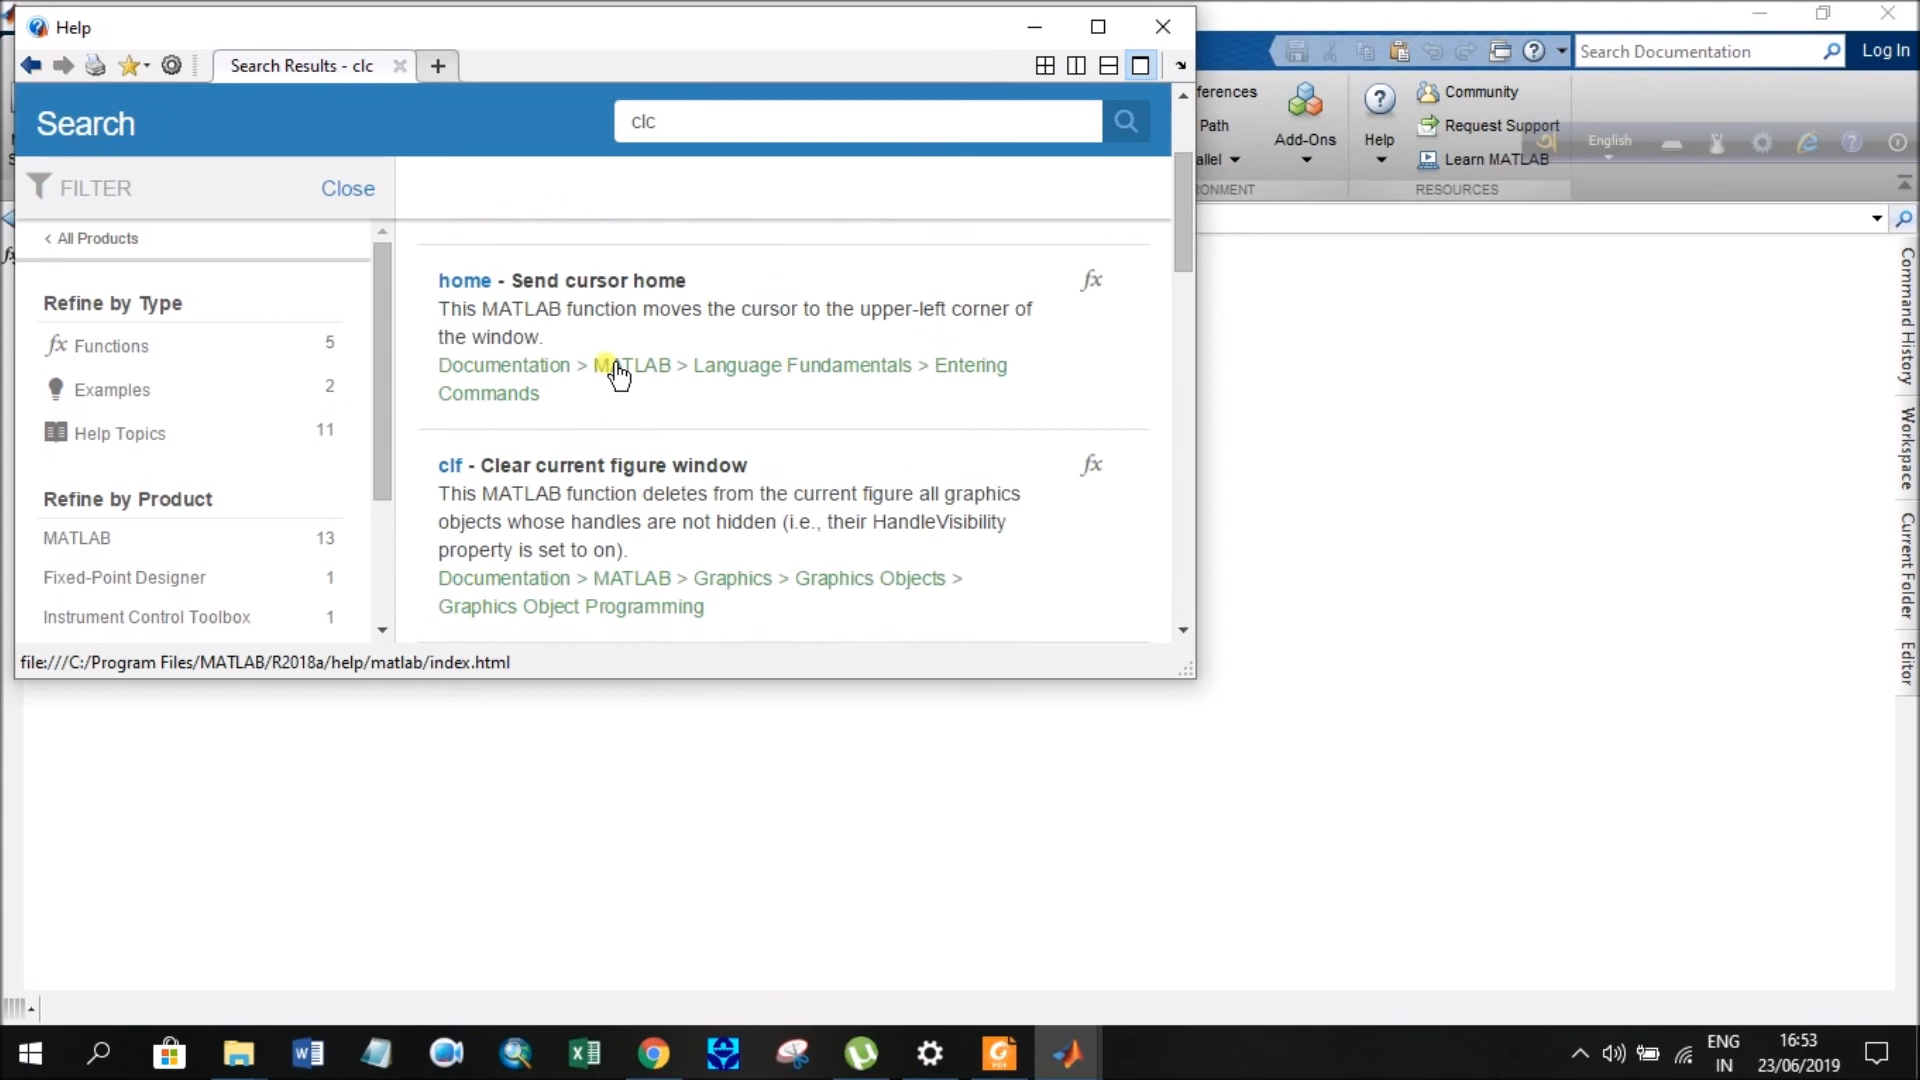 Help
Search Results - clc
Search Documentation
Log In
Search
clc
ferences
Community
Path
Add-Ons
Help
Request Support
English
allel
Learn MATLAB
ONMENT
RESOURCES
FILTER
Close
< All Products
Refine by Type
fx Functions 5
Examples 2
Help Topics 11
Refine by Product
MATLAB 13
Fixed-Point Designer 1
Instrument Control Toolbox 1
home - Send cursor home
fx
This MATLAB function moves the cursor to the upper-left corner of
the window.
Documentation > MATLAB > Language Fundamentals > Entering
Commands
clf - Clear current figure window
fx
This MATLAB function deletes from the current figure all graphics
objects whose handles are not hidden (i.e., their HandleVisibility
property is set to on).
Documentation > MATLAB > Graphics > Graphics Objects >
Graphics Object Programming
file:///C:/Program Files/MATLAB/R2018a/help/matlab/index.html
Command History
Workspace
Current Folder
Editor
ENG
IN
16:53
23/06/2019